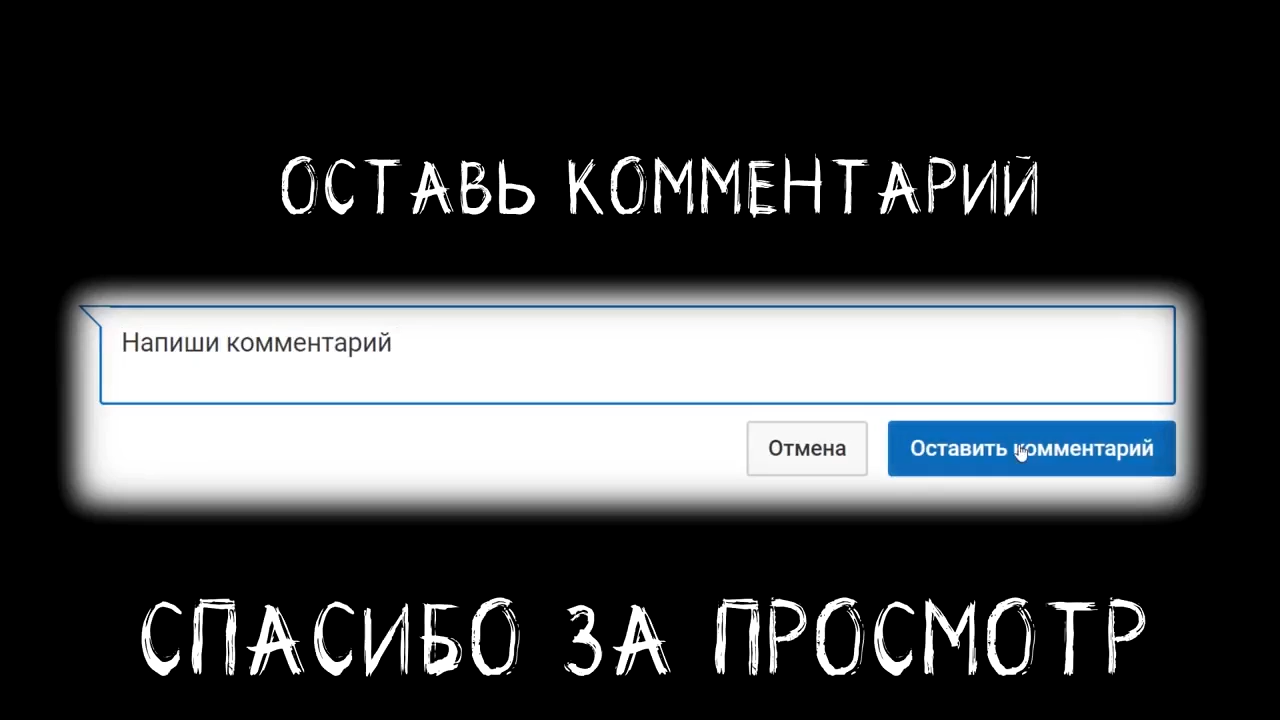 ОСТАВЬ КОММЕНТАРИЙ
Напиши комментарий
Отмена
Оставить комментарий
СПАСИБО ЗА ПРОСМОТР